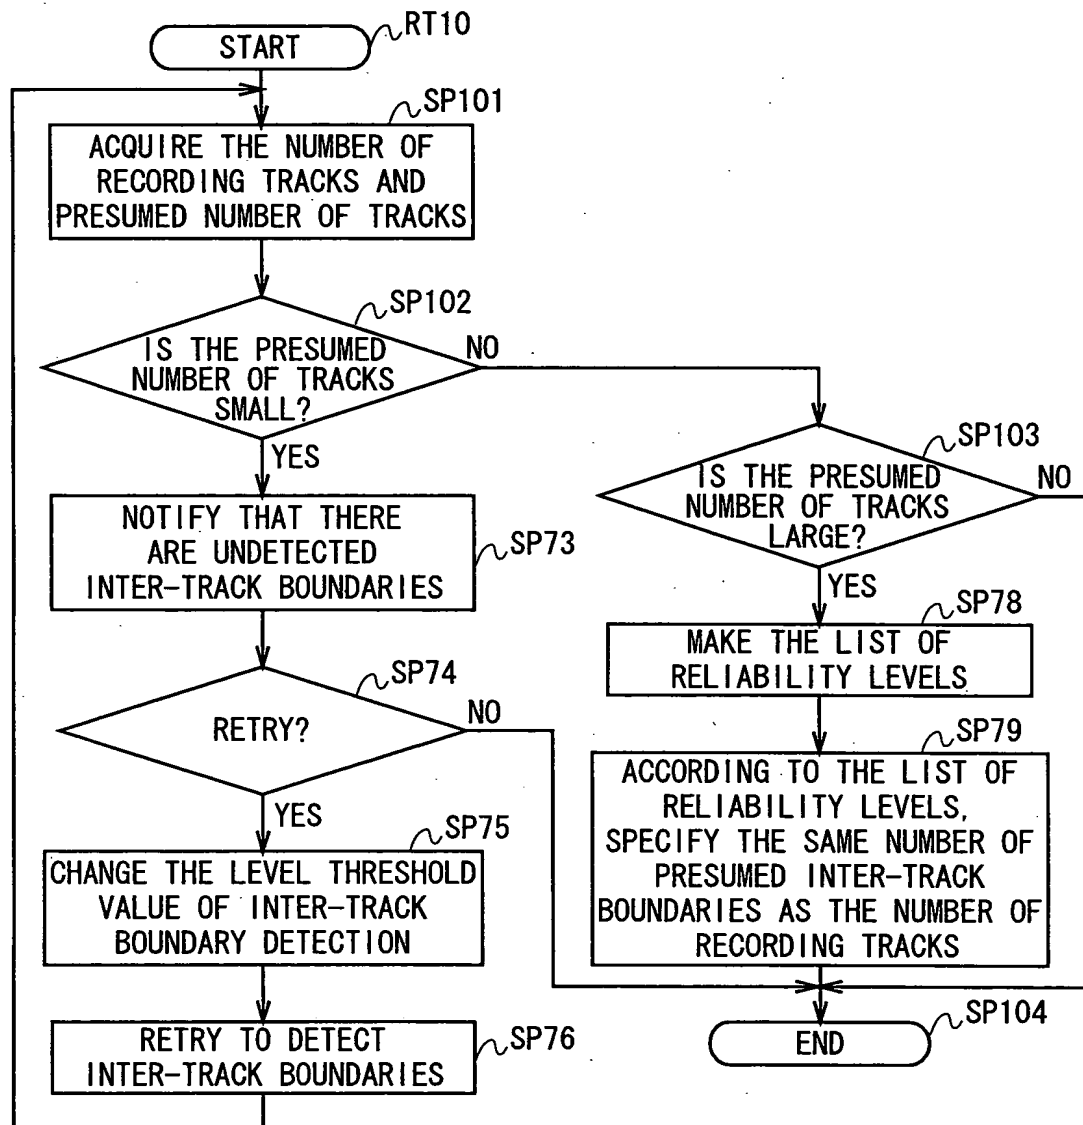 START
RT10
SP101
ACQUIRE THE NUMBER OF
RECORDING TRACKS AND
PRESUMED NUMBER OF TRACKS
SP102
IS THE PRESUMED
NUMBER OF TRACKS
SMALL?
NO
YES
SP103
IS THE PRESUMED
NUMBER OF TRACKS
LARGE?
NO
YES
NOTIFY THAT THERE
ARE UNDETECTED
INTER-TRACK BOUNDARIES
SP73
SP78
MAKE THE LIST OF
RELIABILITY LEVELS
SP74
RETRY?
NO
YES
SP79
ACCORDING TO THE LIST OF
RELIABILITY LEVELS,
SPECIFY THE SAME NUMBER OF
PRESUMED INTER-TRACK
BOUNDARIES AS THE NUMBER OF
RECORDING TRACKS
SP75
CHANGE THE LEVEL THRESHOLD
VALUE OF INTER-TRACK
BOUNDARY DETECTION
RETRY TO DETECT
INTER-TRACK BOUNDARIES
SP76
SP104
END